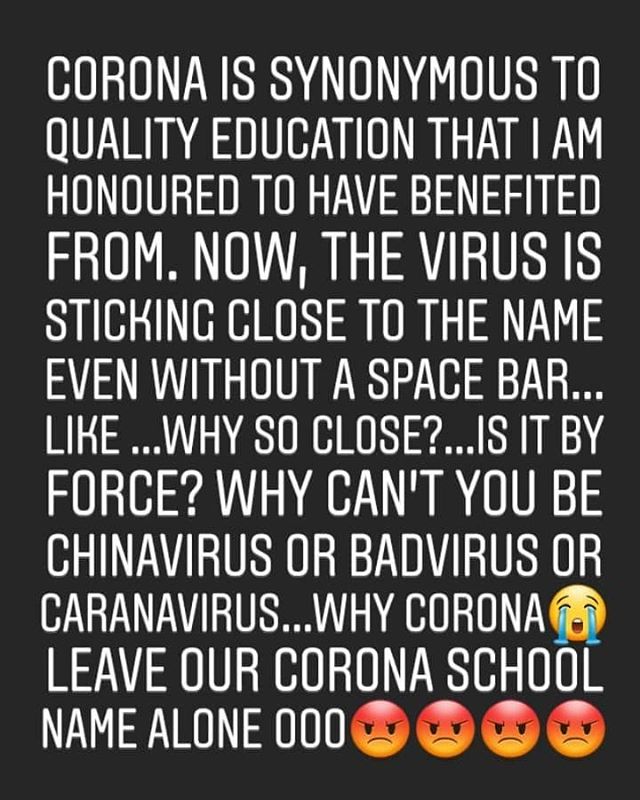 CORONA IS SYNONYMOUS TO
QUALITY EDUCATION THAT I AM
HONOURED TO HAVE BENEFITED
FROM. NOW, THE VIRUS IS
STICKING CLOSE TO THE NAME
EVEN WITHOUT A SPACE BAR...
LIKE ...WHY SO CLOSE?...IS IT BY
FORCE? WHY CAN'T YOU BE
CHINAVIRUS OR BADVIRUS OR
CARANAVIRUS...WHY CORONA😭
LEAVE OUR CORONA SCHOOL
NAME ALONE OOO😡😡😡😡